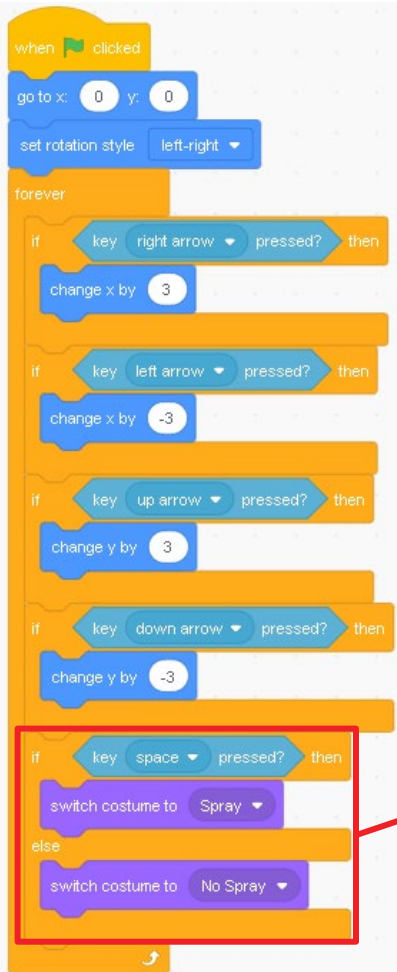 when clicked
go to x: 0 y: 0
set rotation style left-right
forever
if key right arrow pressed? then
change x by 3
if key left arrow pressed? then
change x by -3
if key up arrow pressed? then
change y by 3
if key down arrow pressed? then
change y by -3
if key space pressed? then
switch costume to Spray
else
switch costume to No Spray